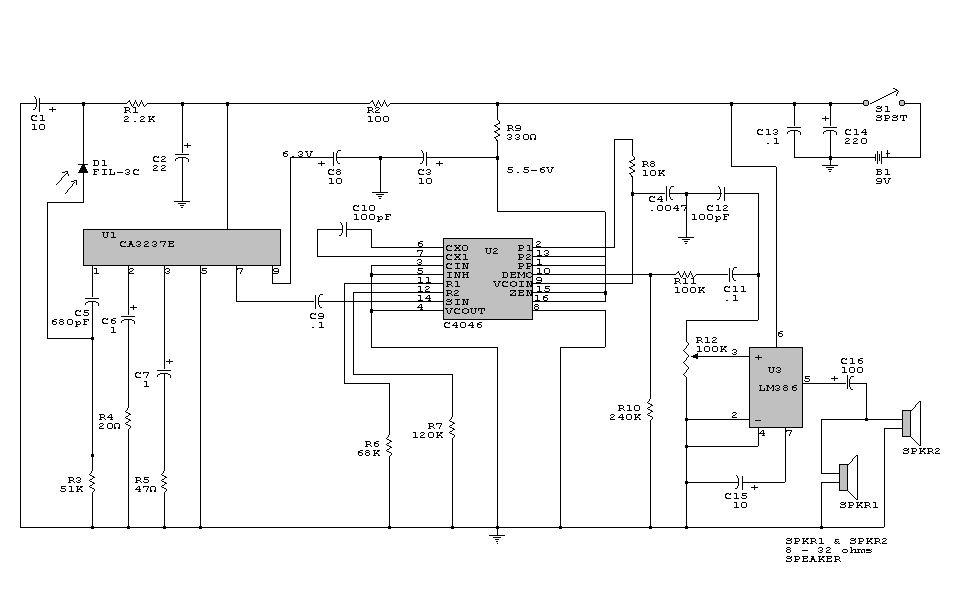 C1
10
+
R1
2.2K
R2
100
R9
330Ω
S1
SPST
C13
.1
+
C14
220
+
B1
9V
D1
FIL-3C
C2
22
+
6.3V
+
C8
10
+
C3
10
5.5-6V
R8
10K
C4
.0047
C12
100pF
C10
100pF
U1
CA3237E
1
2
3
5
7
9
U2
6
7
3
5
11
12
14
4
CX0
CX1
CIN
INH
R1
R2
SIN
VCOUT
P1
P2
PP
DEMO
VCOIN
ZEN
2
13
1
10
9
15
16
8
C4046
R11
100K
C11
.1
C5
680pF
C6
1
+
C7
1
+
C9
.1
R12
100K
3
6
+
U3
LM386
-
2
4
7
5
C16
100
+
R4
20Ω
R3
51K
R5
47Ω
R6
68K
R7
120K
R10
240K
C15
10
+
SPKR2
SPKR1
SPKR1 & SPKR2
8 - 32 ohms
SPEAKER